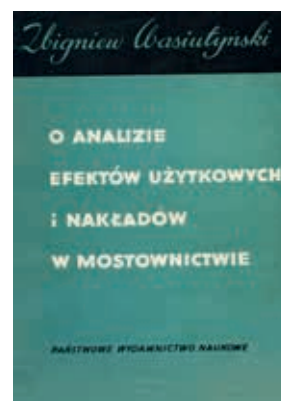 Zbigniew Wasiutyński
O ANALIZIE
EFEKTÓW UŻYTKOWYCH
i NAKŁADÓW
W MOSTOWNICTWIE
PAŃSTWOWE WYDAWNICTWO NAUKOWE